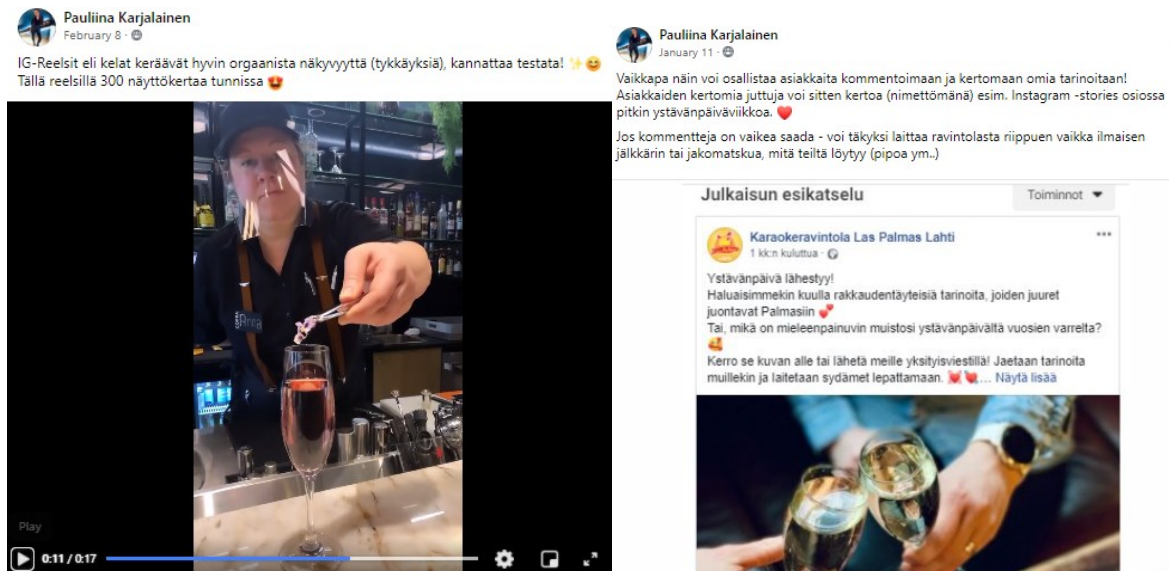 Pauliina Karjalainen
February 8 ·
IG-Reelsit eli kelat keräävät hyvin orgaanista näkyvyyttä (tykkäyksiä), kannattaa testata! ✨😊
Tällä reelsillä 300 näyttökertaa tunnissa 🤩
Anna
Play
0:11 / 0:17
Pauliina Karjalainen
January 11 ·
Vaikkapa näin voi osallistaa asiakkaita kommentoimaan ja kertomaan omia tarinoitaan!
Asiakkaiden kertomia juttuja voi sitten kertoa (nimettömänä) esim. Instagram -stories osiossa
pitkin ystävänpäiväviikkoa. ❤️
Jos kommentteja on vaikea saada - voi täkyksi laittaa ravintolasta riippuen vaikka ilmaisen
jälkkärin tai jakomatskua, mitä teiltä löytyy (pipoa ym..)
Julkaisun esikatselu
Toiminnot
Karaokeravintola Las Palmas Lahti
1 kk:n kuluttua ·
Ystävänpäivä lähestyy!
Haluaisimmekin kuulla rakkaudentäyteisiä tarinoita, joiden juuret
juontavat Palmasiin 💕
Tai, mikä on mieleenpainuvin muistosi ystävänpäivältä vuosien varrelta?
🥰
Kerro se kuvan alle tai lähetä meille yksityisviestillä! Jaetaan tarinoita
muillekin ja laitetaan sydämet lepattamaan. 💓💘... Näytä lisää